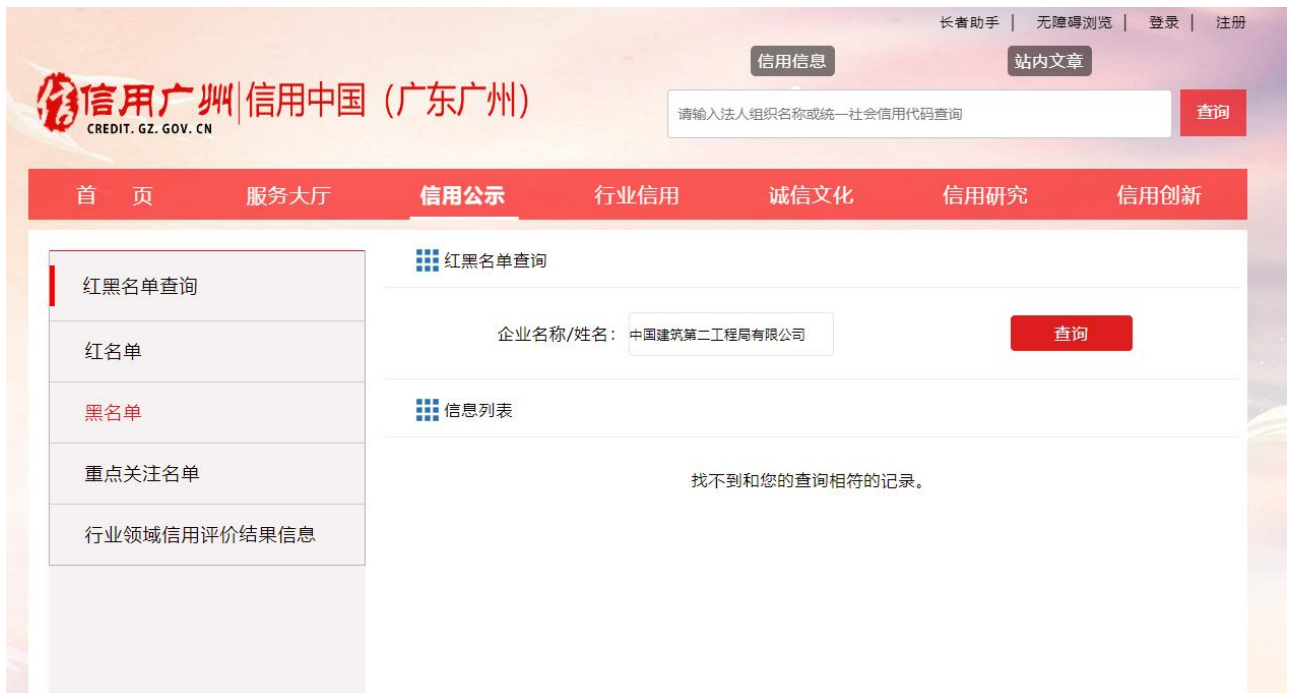 长者助手 | 无障碍浏览 | 登录 | 注册
信用信息 站内文章
信用广州|信用中国（广东广州）
CREDIT. GZ. GOV. CN
请输入法人组织名称或统一社会信用代码查询 查询
首 页 服务大厅 信用公示 行业信用 诚信文化 信用研究 信用创新
红黑名单查询
红名单
黑名单
重点关注名单
行业领域信用评价结果信息
红黑名单查询
企业名称/姓名： 中国建筑第二工程局有限公司 查询
信息列表
找不到和您的查询相符的记录。